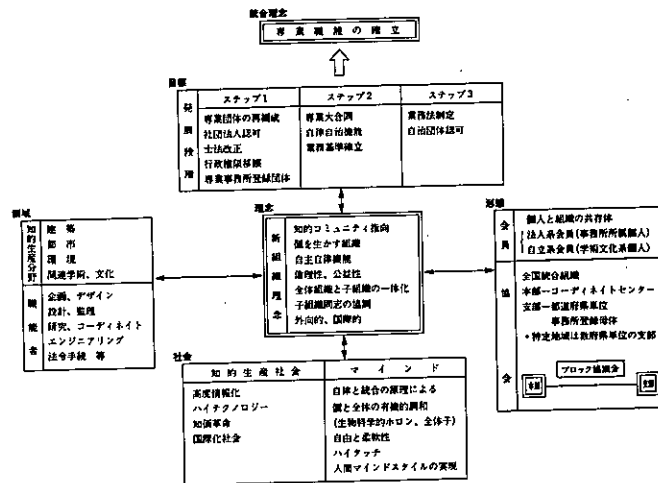 統合理念
専業職能の確立
目標
発展段階
ステップ1
専業団体の再編成
社団法人認可
士法改正
行政権限移譲
専業事務所登録団体
ステップ2
専業大合同
自律自治機能
業務基準確立
ステップ3
業務法制定
自治団体認可
領域
知的生産分野
建築
都市
環境
関連学術、文化
職能者
企画、デザイン
設計、監理
研究、コーディネイト
エンジニアリング
法令手続 等
理念
新組織理念
知的コミュニティ指向
個を生かす組織
自主自律機能
倫理性、公益性
全体組織と子組織の一体化
子組織同志の協調
外向的、国際的
形態
会員
個人と組織の共存体
法人系会員(事務所所属個人)
自立系会員(学術文化系個人)
協会
全国統合組織
本部―コーディネイトセンター
支部―都道府県単位
事務所登録母体
・特定地域は政府県単位の支部
ブロック協議会
本部
支部
社会
知的生産社会
高度情報化
ハイテクノロジー
知価革命
国際化社会
マインド
自律と統合の原理による
個と全体の有機的調和
(生物科学的ホロン、全体子)
自由と柔軟性
ハイタッチ
人間マインドスタイルの実現